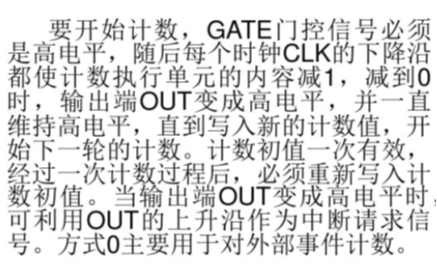 要开始计数，GATE门控信号必须
是高电平，随后每个时钟CLK的下降沿
都使计数执行单元的内容减1，减到0
时，输出端OUT变成高电平，并一直
维持高电平，直到写入新的计数值，开
始下一轮的计数。计数初值一次有效，
经过一次计数过程后，必须重新写入计
数初值。当输出端OUT变成高电平时，
可利用OUT的上升沿作为中断请求信
号。方式0主要用于对外部事件计数。